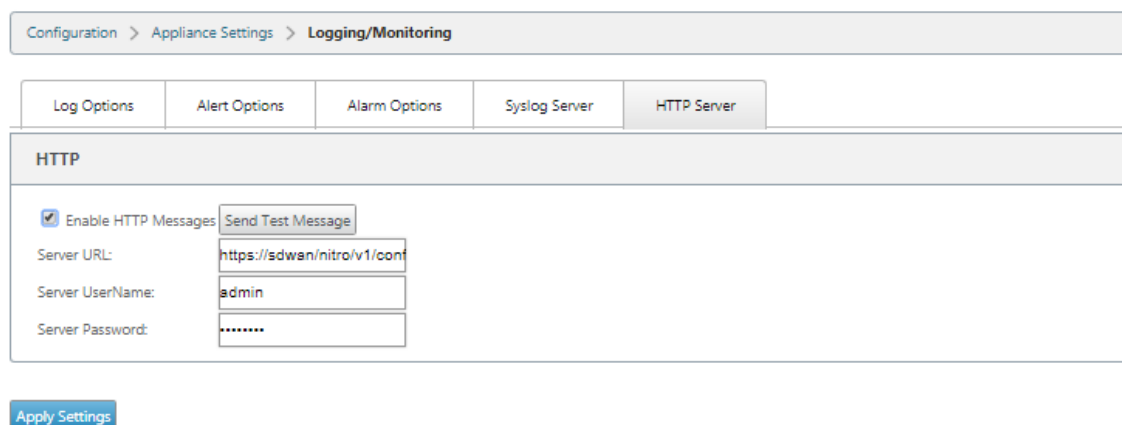 Configuration > Appliance Settings > Logging/Monitoring
Log Options Alert Options Alarm Options Syslog Server HTTP Server
HTTP
Enable HTTP Messages Send Test Message
Server URL: https://sdwan/nitro/v1/conf
Server UserName: admin
Server Password: ••••••••
Apply Settings